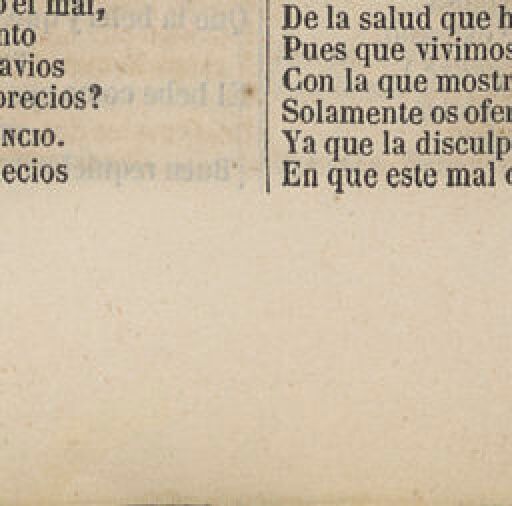 o el mal,
nto
avios
precios?
NCIO.
ecios
De la salud que h
Pues que vivimos
Con la que mostr
Solamente os ofer
Ya que la disculp
En que este mal